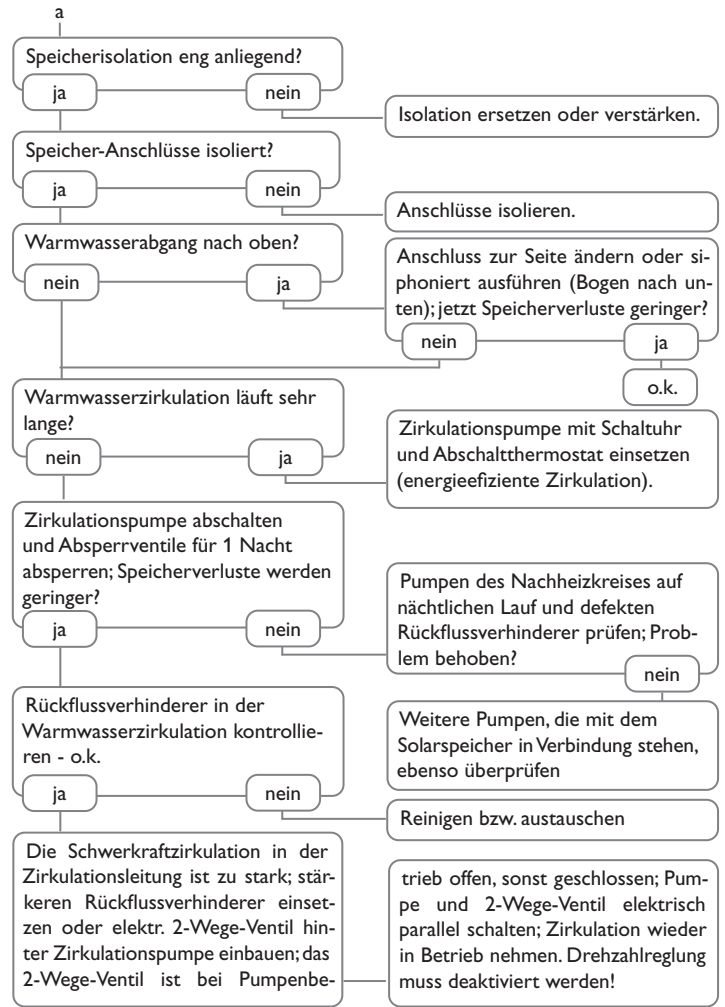 a
Speicherisolation eng anliegend?
ja
nein
Isolation ersetzen oder verstärken.
Speicher-Anschlüsse isoliert?
ja
nein
Anschlüsse isolieren.
Warmwasserabgang nach oben?
nein
ja
Anschluss zur Seite ändern oder si-
phoniert ausführen (Bogen nach un-
ten); jetzt Speicherverluste geringer?
nein
ja
o.k.
Warmwasserzirkulation läuft sehr
lange?
nein
ja
Zirkulationspumpe mit Schaltuhr
und Abschaltthermostat einsetzen
(energieefiziente Zirkulation).
Zirkulationspumpe abschalten
und Absperrventile für 1 Nacht
absperren; Speicherverluste werden
geringer?
ja
nein
Pumpen des Nachheizkreises auf
nächtlichen Lauf und defekten
Rückflussverhinderer prüfen; Prob-
lem behoben?
nein
Weitere Pumpen, die mit dem
Solarspeicher in Verbindung stehen,
ebenso überprüfen
Rückflussverhinderer in der
Warmwasserzirkulation kontrollie-
ren - o.k.
ja
nein
Reinigen bzw. austauschen
Die Schwerkraftzirkulation in der
Zirkulationsleitung ist zu stark; stär-
keren Rückflussverhinderer einset-
zen oder elektr. 2-Wege-Ventil hin-
ter Zirkulationspumpe einbauen; das
2-Wege-Ventil ist bei Pumpenbe-
trieb offen, sonst geschlossen; Pum-
pe und 2-Wege-Ventil elektrisch
parallel schalten; Zirkulation wieder
in Betrieb nehmen. Drehzahlreglung
muss deaktiviert werden!